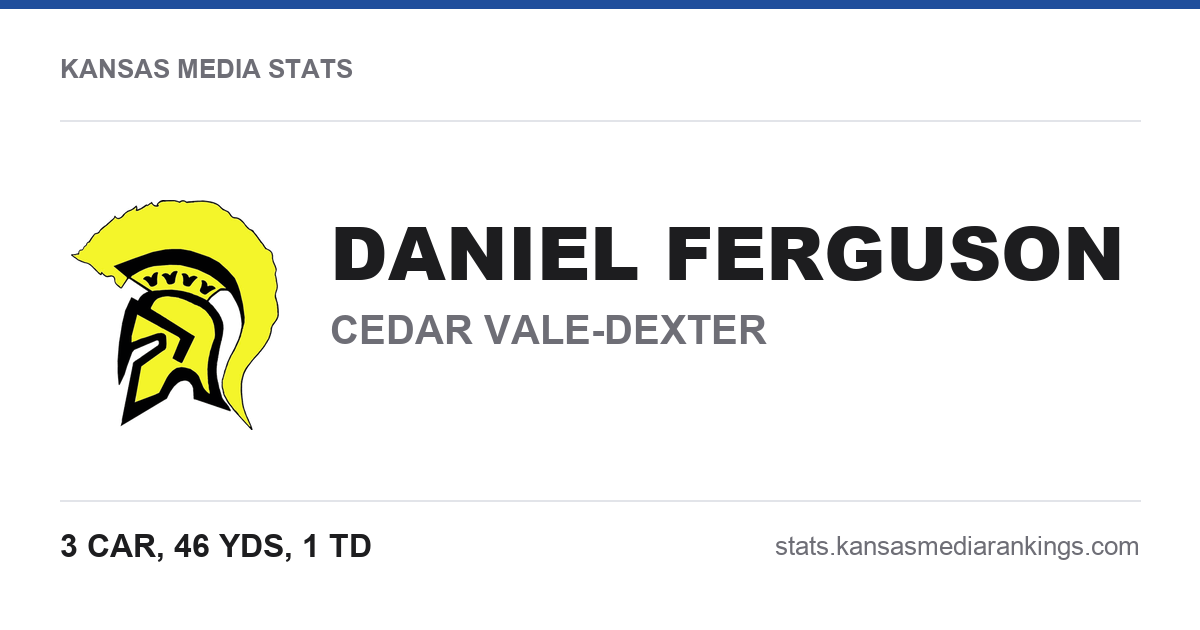 KANSAS MEDIA STATS
DANIEL FERGUSON
CEDAR VALE-DEXTER
3 CAR, 46 YDS, 1 TD
stats.kansasmediarankings.com